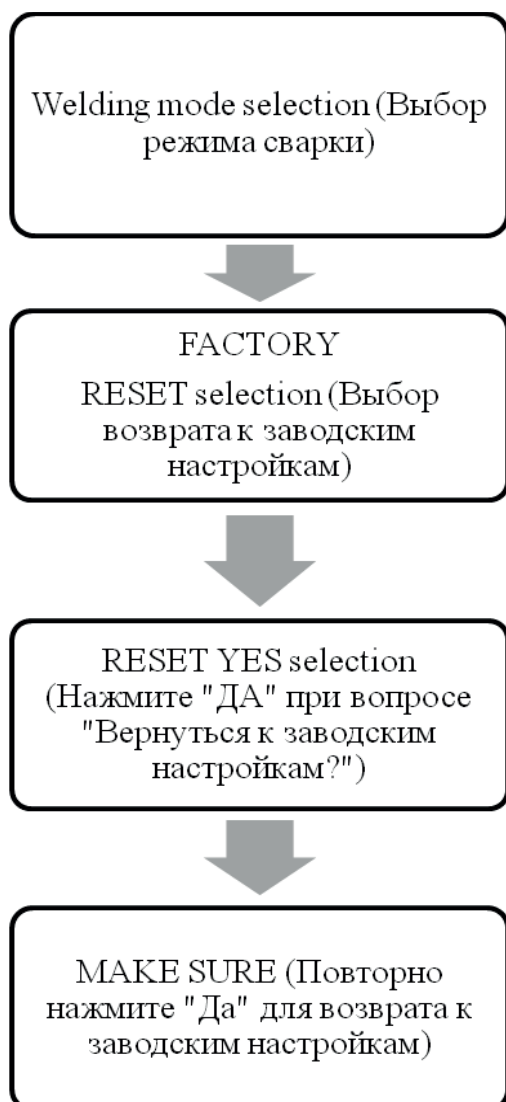 Welding mode selection (Выбор
режима сварки)
FACTORY
RESET selection (Выбор
возврата к заводским
настройкам)
RESET YES selection
(Нажмите "ДА" при вопросе
"Вернуться к заводским
настройкам?")
MAKE SURE (Повторно
нажмите "Да" для возврата к
заводским настройкам)